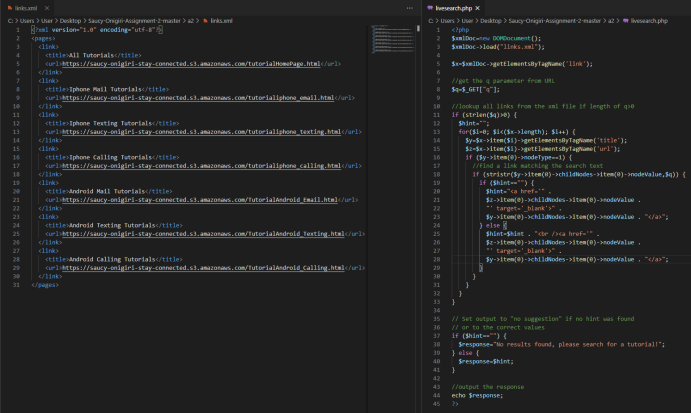 links.xml
C: > Users > User > Desktop > Saucy-Onigiri-Assignment-2-master > a2 > links.xml
1 <?xml version="1.0" encoding="utf-8"?>
2 <pages>
3 <link>
4 <title>All Tutorials</title>
5 <url>https://saucy-onigiri-stay-connected.s3.amazonaws.com/tutorialHomePage.html</url>
6 </link>
7 <link>
8 <title>Iphone Mail Tutorials</title>
9 <url>https://saucy-onigiri-stay-connected.s3.amazonaws.com/tutorialiphone_email.html</url>
10 </link>
11 <link>
12 <title>Iphone Texting Tutorials</title>
13 <url>https://saucy-onigiri-stay-connected.s3.amazonaws.com/tutorialiphone_texting.html</url>
14 </link>
15 <link>
16 <title>Iphone Calling Tutorials</title>
17 <url>https://saucy-onigiri-stay-connected.s3.amazonaws.com/tutorialiphone_calling.html</url>
18 </link>
19 <link>
20 <title>Android Mail Tutorials</title>
21 <url>https://saucy-onigiri-stay-connected.s3.amazonaws.com/TutorialAndroid_Email.html</url>
22 </link>
23 <link>
24 <title>Android Texting Tutorials</title>
25 <url>https://saucy-onigiri-stay-connected.s3.amazonaws.com/TutorialAndroid_Texting.html</url>
26 </link>
27 <link>
28 <title>Android Calling Tutorials</title>
29 <url>https://saucy-onigiri-stay-connected.s3.amazonaws.com/TutorialAndroid_Calling.html</url>
30 </link>
31 </pages>
livesearch.php
C: > Users > User > Desktop > Saucy-Onigiri-Assignment-2-master > a2 > livesearch.php
1 <?php
2 $xmlDoc=new DOMDocument();
3 $xmlDoc->load("links.xml");
4
5 $x=$xmlDoc->getElementsByTagName('link');
6
7 //get the q parameter from URL
8 $q=$_GET["q"];
9
10 //lookup all links from the xml file if length of q>0
11 if (strlen($q)>0) {
12 $hint="";
13 for($i=0; $i<($x->length); $i++) {
14 $y=$x->item($i)->getElementsByTagName('title');
15 $z=$x->item($i)->getElementsByTagName('url');
16 if ($y->item(0)->nodeType==1) {
17 //find a link matching the search text
18 if (stristr($y->item(0)->childNodes->item(0)->nodeValue,$q)) {
19 if ($hint=="") {
20 $hint="<a href='" .
21 $z->item(0)->childNodes->item(0)->nodeValue .
22 "' target='_blank'>" .
23 $y->item(0)->childNodes->item(0)->nodeValue . "</a>";
24 } else {
25 $hint=$hint . "<br /><a href='" .
26 $z->item(0)->childNodes->item(0)->nodeValue .
27 "' target='_blank'>" .
28 $y->item(0)->childNodes->item(0)->nodeValue . "</a>";
29 }
30 }
31 }
32 }
33 }
34
35 // Set output to "no suggestion" if no hint was found
36 // or to the correct values
37 if ($hint=="") {
38 $response="No results found, please search for a tutorial!";
39 } else {
40 $response=$hint;
41 }
42
43 //output the response
44 echo $response;
45 ?>